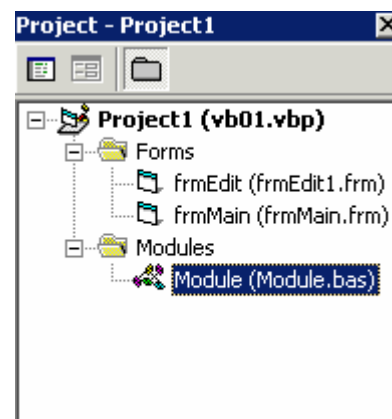 Project - Project1
Project1 (vb01.vbp)
Forms
frmEdit (frmEdit1.frm)
frmMain (frmMain.frm)
Modules
Module (Module.bas)